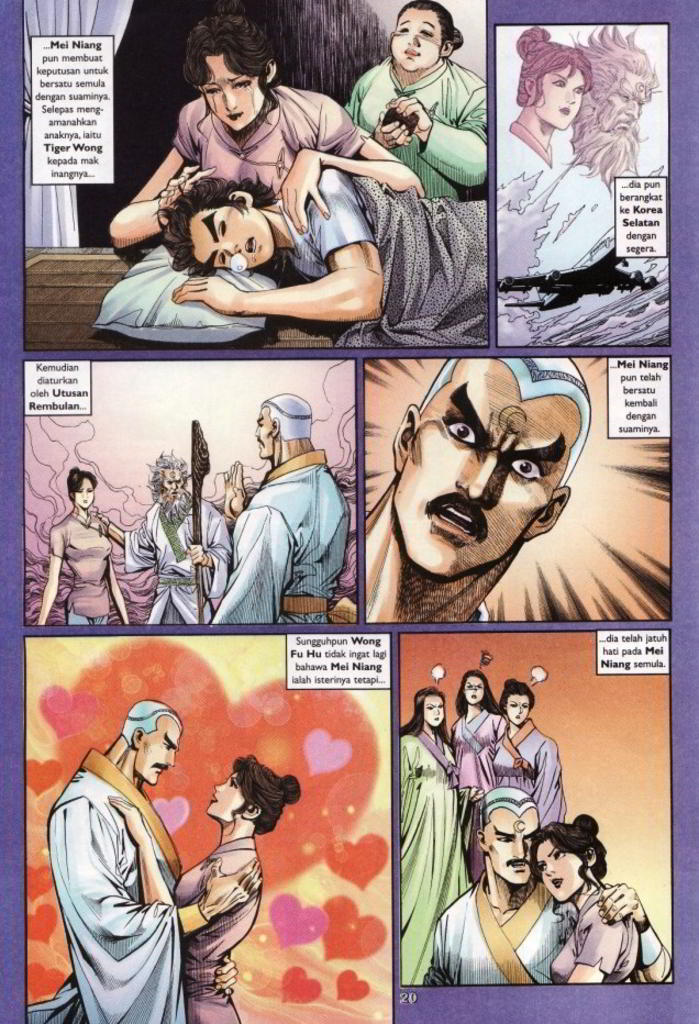 ...Mei Niang
pun membuat
keputusan untuk
bersatu semula
dengan suaminya.
Selepas meng-
amanahkan
anaknya, iaitu
Tiger Wong
kepada mak
inangnya...
...dia pun
berangkat
ke Korea
Selatan
dengan
segera.
Kemudian
diaturkan
oleh Utusan
Rembulan...
...Mei Niang
pun telah
bersatu
kembali
dengan
suaminya.
Sungguhpun Wong
Fu Hu tidak ingat lagi
bahawa Mei Niang
ialah isterinya tetapi...
...dia telah jatuh
hati pada Mei
Niang semula.
20